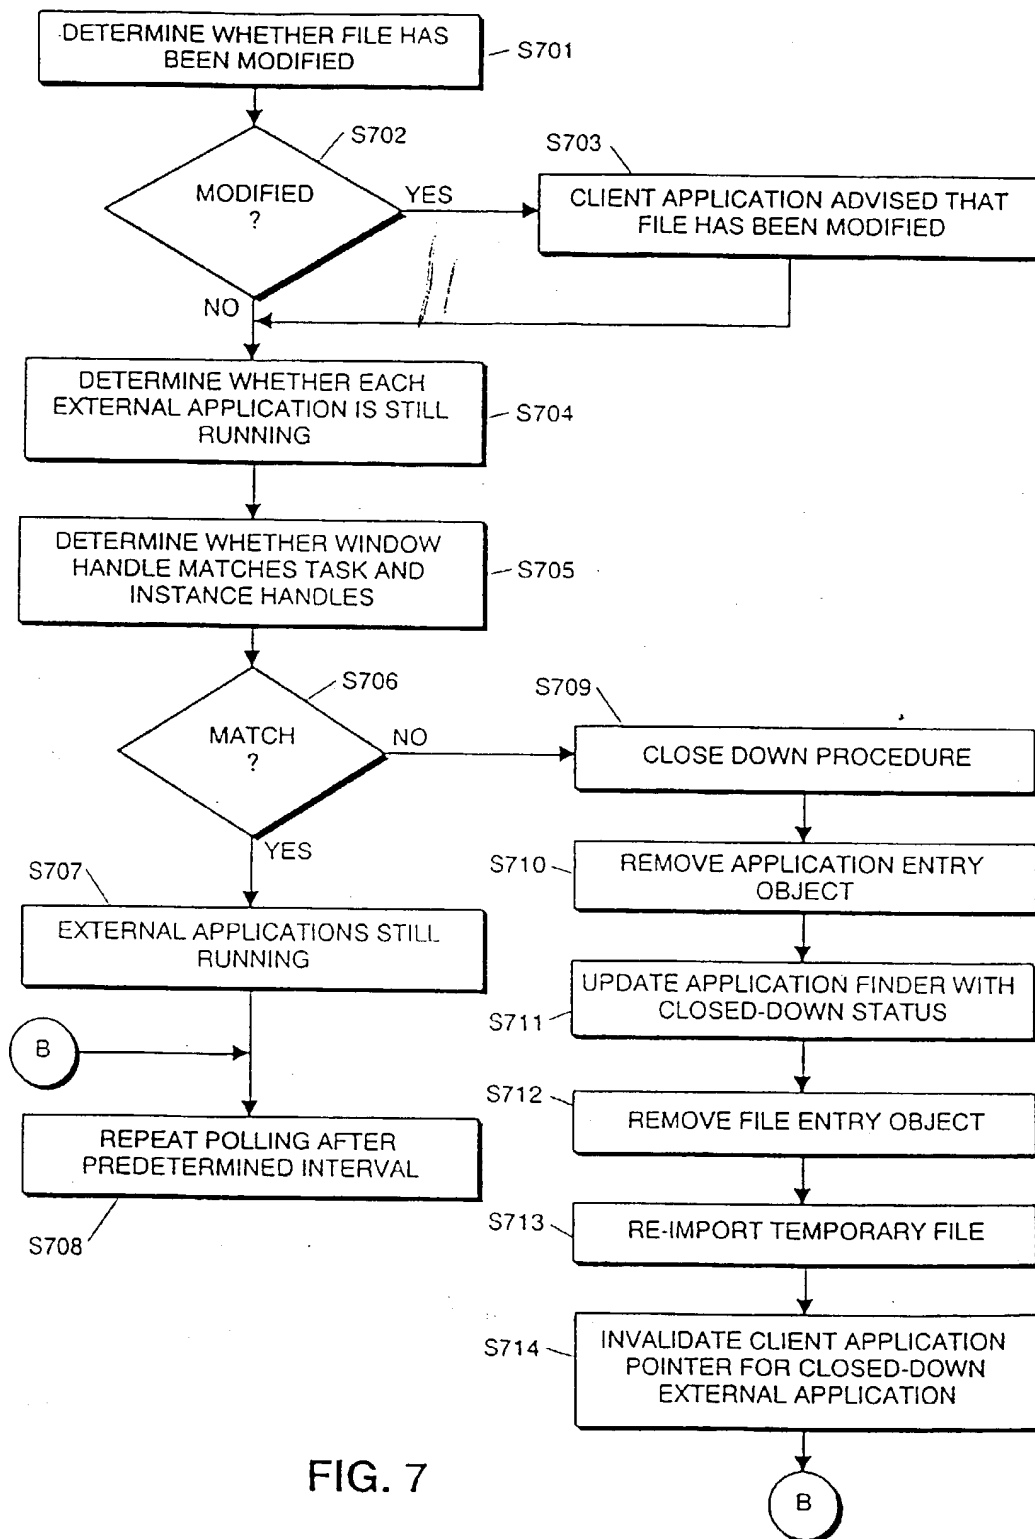 DETERMINE WHETHER FILE HAS
BEEN MODIFIED
S701
S702
MODIFIED
?
YES
NO
S703
CLIENT APPLICATION ADVISED THAT
FILE HAS BEEN MODIFIED
DETERMINE WHETHER EACH
EXTERNAL APPLICATION IS STILL
RUNNING
S704
DETERMINE WHETHER WINDOW
HANDLE MATCHES TASK AND
INSTANCE HANDLES
S705
S706
MATCH
?
NO
YES
S707
EXTERNAL APPLICATIONS STILL
RUNNING
B
REPEAT POLLING AFTER
PREDETERMINED INTERVAL
S708
S709
CLOSE DOWN PROCEDURE
S710
REMOVE APPLICATION ENTRY
OBJECT
UPDATE APPLICATION FINDER WITH
CLOSED-DOWN STATUS
S711
S712
REMOVE FILE ENTRY OBJECT
S713
RE-IMPORT TEMPORARY FILE
S714
INVALIDATE CLIENT APPLICATION
POINTER FOR CLOSED-DOWN
EXTERNAL APPLICATION
B
FIG. 7